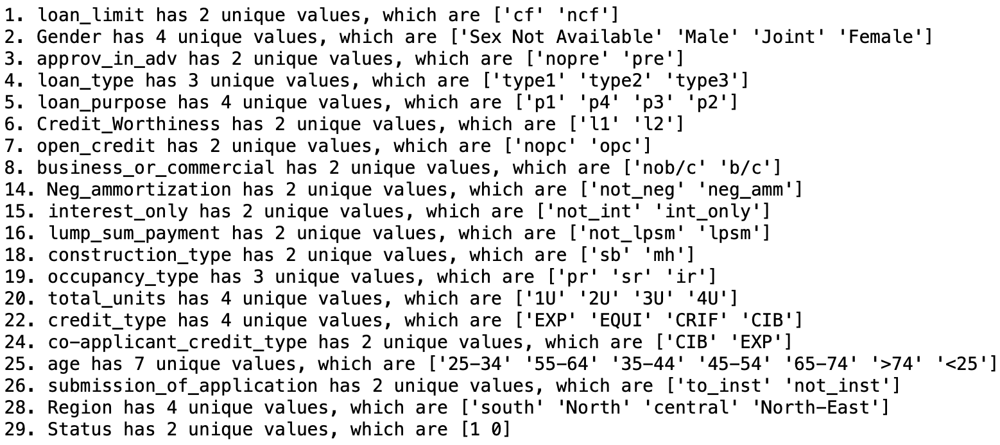 1. loan_limit has 2 unique values, which are ['cf' 'ncf']
2. Gender has 4 unique values, which are ['Sex Not Available' 'Male' 'Joint' 'Female']
3. approv_in_adv has 2 unique values, which are ['nopre' 'pre']
4. loan_type has 3 unique values, which are ['type1' 'type2' 'type3']
5. loan_purpose has 4 unique values, which are ['p1' 'p4' 'p3' 'p2']
6. Credit_Worthiness has 2 unique values, which are ['l1' 'l2']
7. open_credit has 2 unique values, which are ['nopc' 'opc']
8. business_or_commercial has 2 unique values, which are ['nob/c' 'b/c']
14. Neg_ammortization has 2 unique values, which are ['not_neg' 'neg_amm']
15. interest_only has 2 unique values, which are ['not_int' 'int_only']
16. lump_sum_payment has 2 unique values, which are ['not_lpsm' 'lpsm']
18. construction_type has 2 unique values, which are ['sb' 'mh']
19. occupancy_type has 3 unique values, which are ['pr' 'sr' 'ir']
20. total_units has 4 unique values, which are ['1U' '2U' '3U' '4U']
22. credit_type has 4 unique values, which are ['EXP' 'EQUI' 'CRIF' 'CIB']
24. co-applicant_credit_type has 2 unique values, which are ['CIB' 'EXP']
25. age has 7 unique values, which are ['25-34' '55-64' '35-44' '45-54' '65-74' '>74' '<25']
26. submission_of_application has 2 unique values, which are ['to_inst' 'not_inst']
28. Region has 4 unique values, which are ['south' 'North' 'central' 'North-East']
29. Status has 2 unique values, which are [1 0]